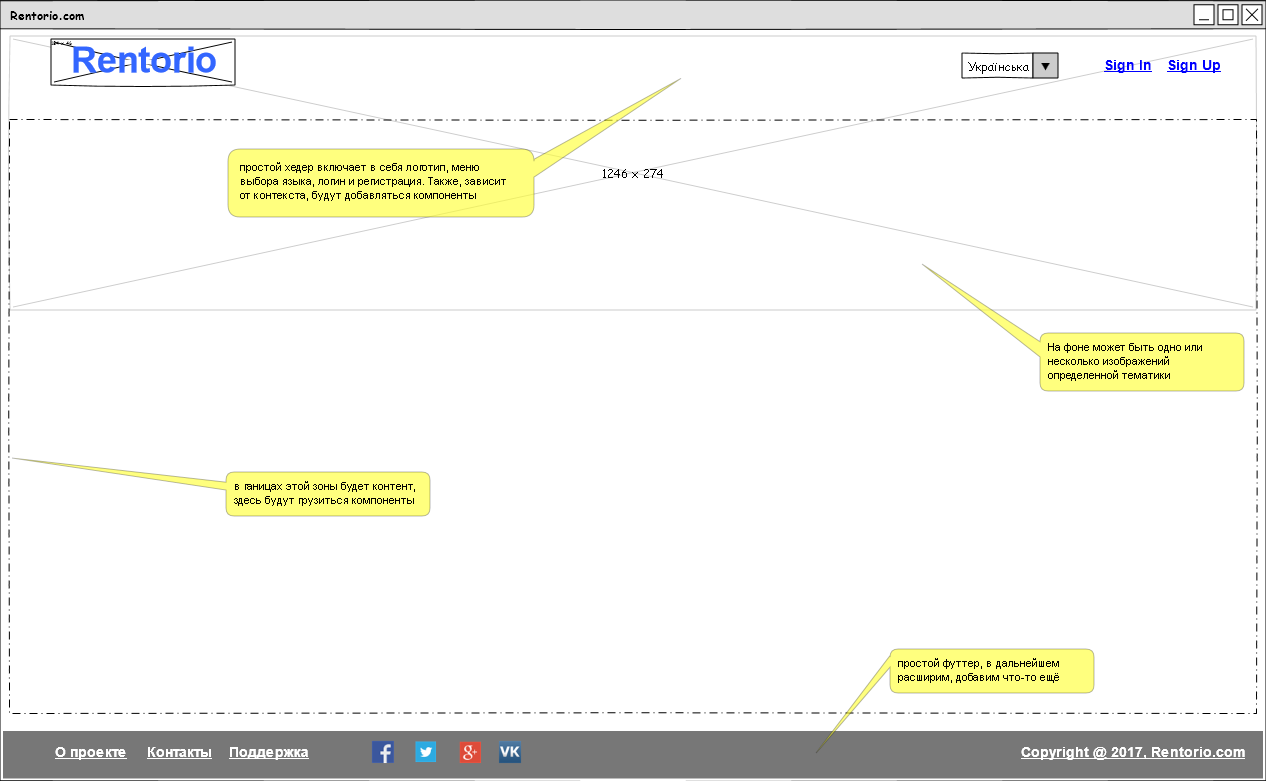 Rentorio.com
Rentorio
Українська
Sign In
Sign Up
простой хедер включает в себя логотип, меню
выбора языка, логин и регистрация. Также, зависит
от контекста, будут добавляться компоненты
1246 x 274
На фоне может быть одно или
несколько изображений
определенной тематики
в ганицах этой зоны будет контент,
здесь будут грузиться компоненты
простой футтер, в дальнейшем
расширим, добавим что-то ещё
О проекте
Контакты
Поддержка
f
g+
VK
Copyright @ 2017, Rentorio.com